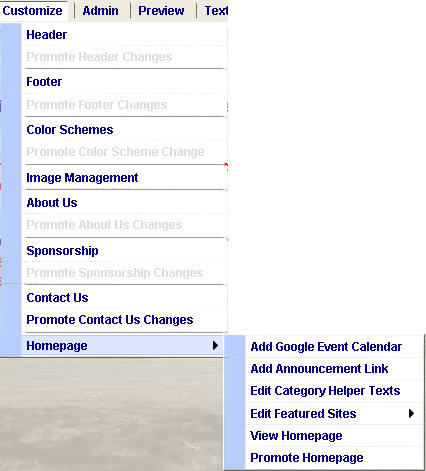 Customize Admin Preview Text
Header
Promote Header Changes
Footer
Promote Footer Changes
Color Schemes
Promote Color Scheme Change
Image Management
About Us
Promote About Us Changes
Sponsorship
Promote Sponsorship Changes
Contact Us
Promote Contact Us Changes
Homepage
Add Google Event Calendar
Add Announcement Link
Edit Category Helper Texts
Edit Featured Sites
View Homepage
Promote Homepage